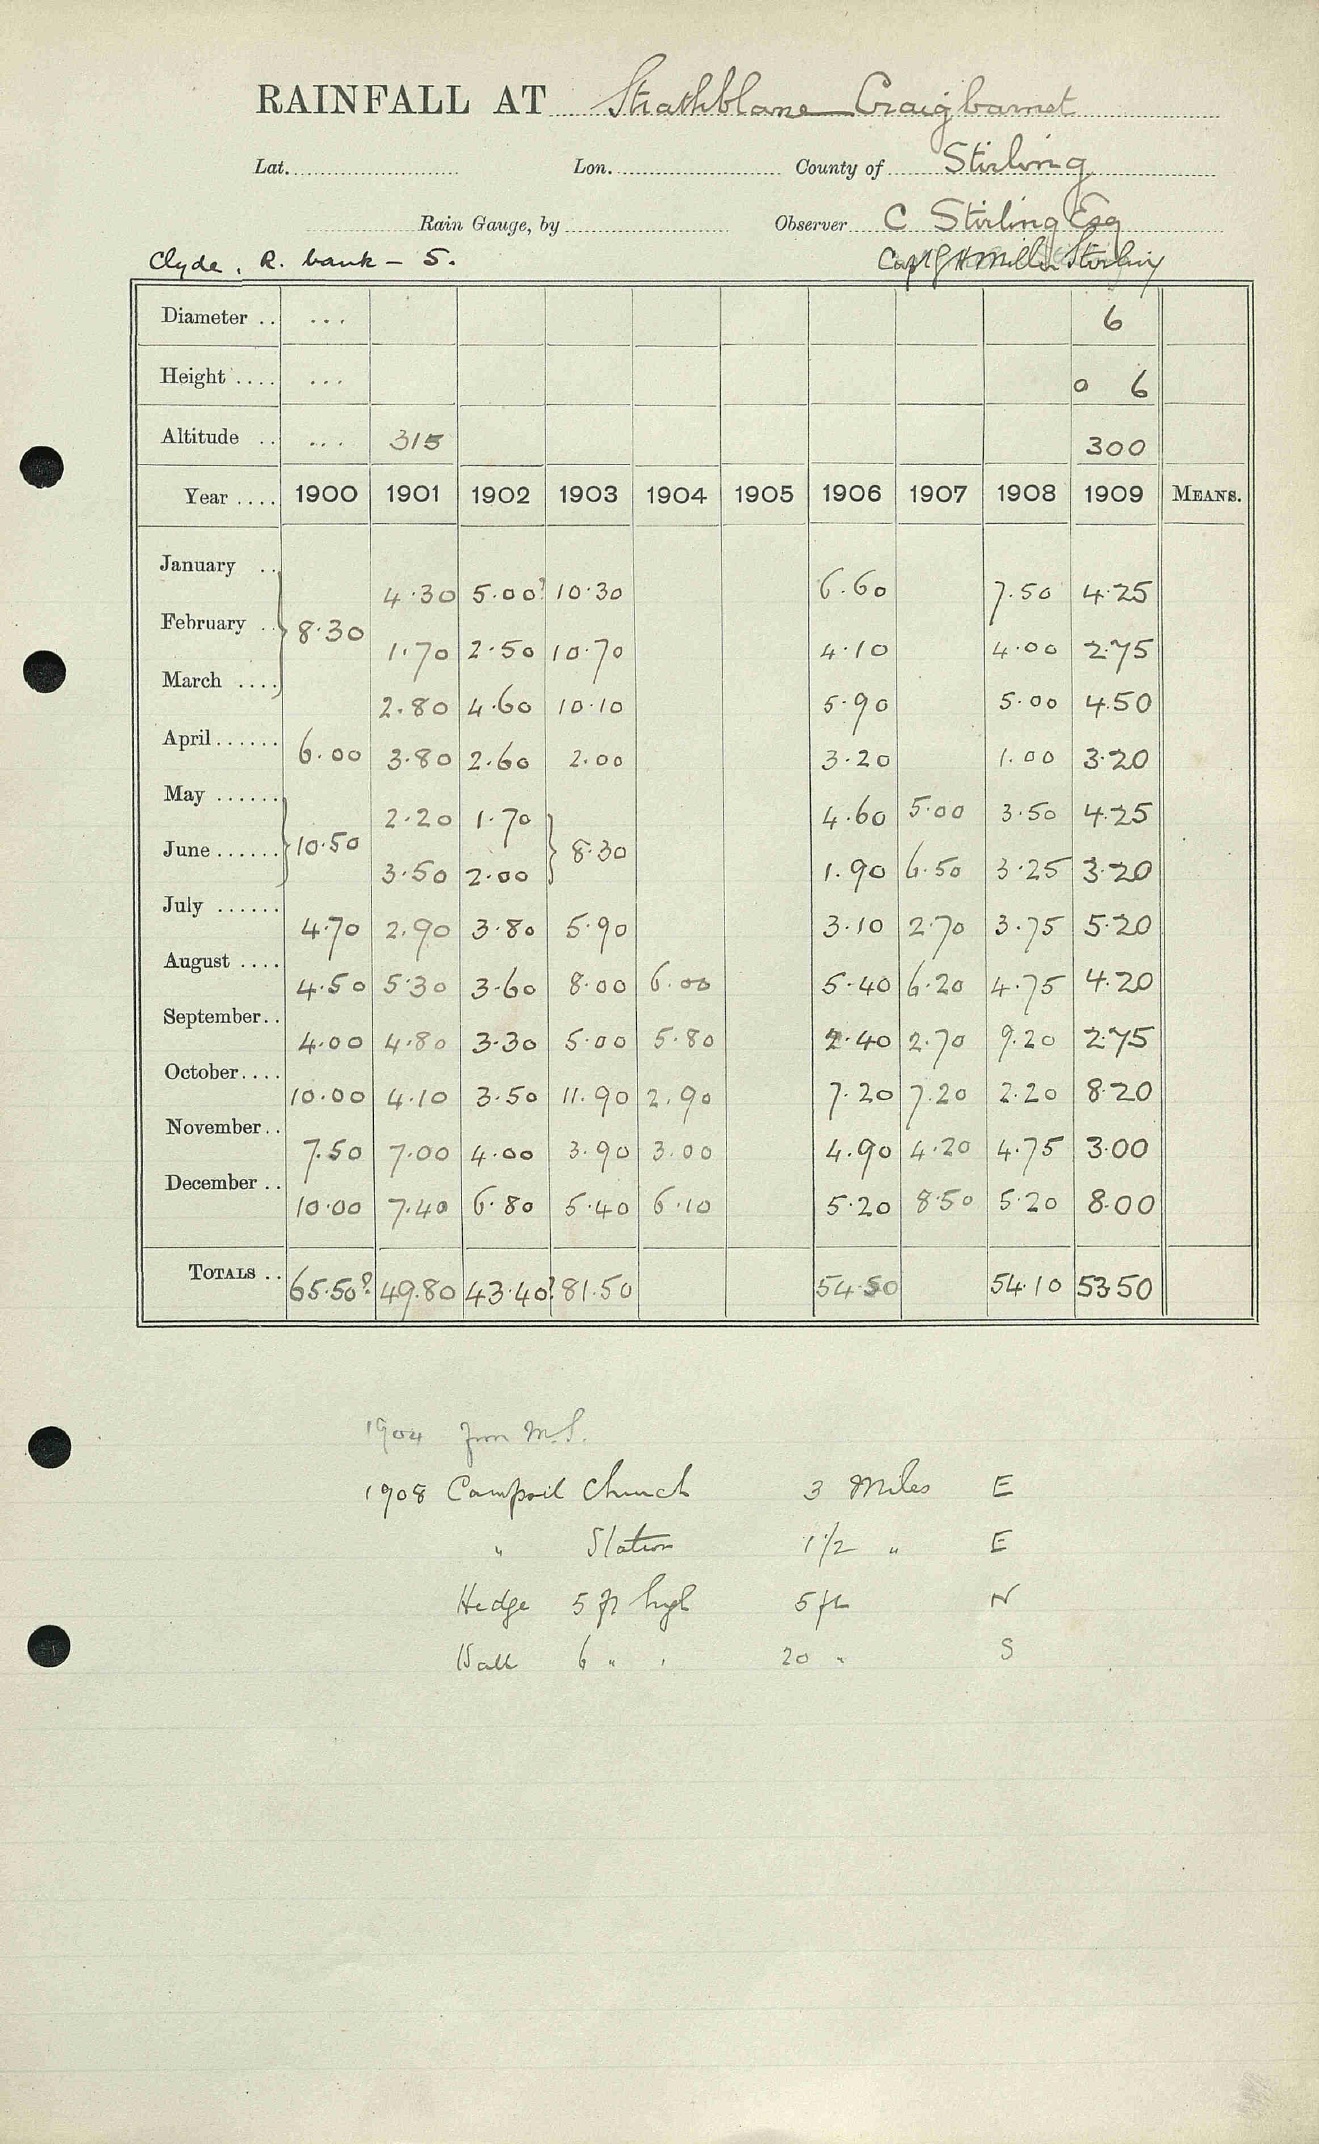 RAINFALL AT Strathblane Craigbarnet
Lat. Lon. County of Stirling
Rain Gauge, by Observer C Stirling Esq
Clyde, R. bank - 5. Stirling
Diameter .. ... 6
Height .... ... 0 6
Altitude .. ... 315 300
Year .... 1900 1901 1902 1903 1904 1905 1906 1907 1908 1909 MEANS.
January .. 4.30 5.00? 10.30 6.60 7.50 4.25
February .. 8.30 1.70 2.50 10.70 4.10 4.00 2.75
March .... 2.80 4.60 10.10 5.90 5.00 4.50
April ...... 6.00 3.80 2.60 2.00 3.20 1.00 3.20
May ...... 2.20 1.70 4.60 5.00 3.50 4.25
June ...... 10.50 3.50 2.00 8.30 1.90 6.50 3.25 3.20
July ...... 4.70 2.90 3.80 5.90 3.10 2.70 3.75 5.20
August .... 4.50 5.30 3.60 8.00 6.00 5.40 6.20 4.75 4.20
September.. 4.00 4.80 3.30 5.00 5.80 2.40 2.70 9.20 2.75
October.... 10.00 4.10 3.50 11.90 2.90 7.20 7.20 2.20 8.20
November.. 7.50 7.00 4.00 3.90 3.00 4.90 4.20 4.75 3.00
December .. 10.00 7.40 6.80 5.40 6.10 5.20 8.50 5.20 8.00
TOTALS .. 65.50? 49.80 43.40? 81.50 54.50 54.10 53.50
1904 from M.S.
1908 Campsil Church 3 Miles E
" Station 1 1/2 " E
Hedge 5 ft high 5 ft N
Wall 6 " " 20 " S